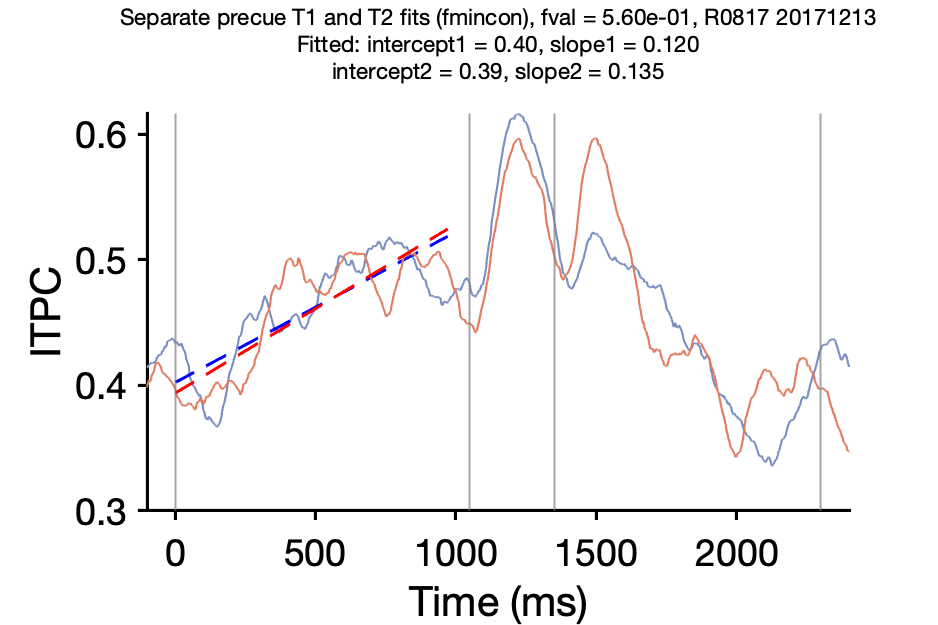 Separate precue T1 and T2 fits (fmincon), fval = 5.60e-01, R0817 20171213
Fitted: intercept1 = 0.40, slope1 = 0.120
intercept2 = 0.39, slope2 = 0.135
0.6
0.5
0.4
0.3
ITPC
0 500 1000 1500 2000
Time (ms)